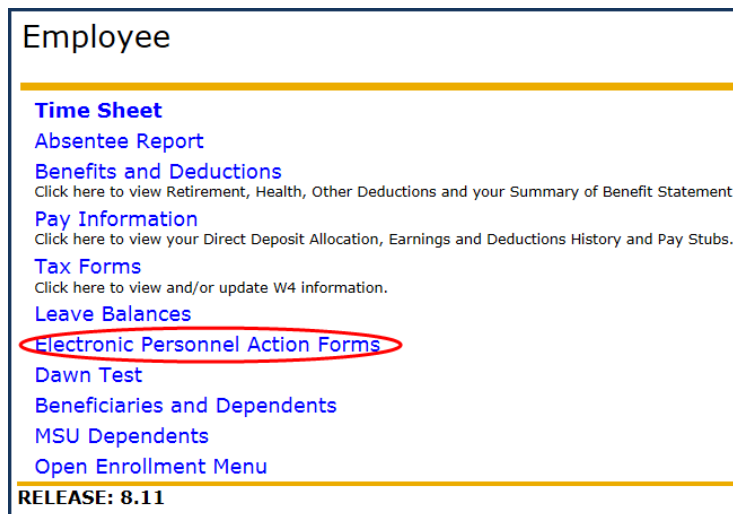 Employee
Time Sheet
Absentee Report
Benefits and Deductions
Click here to view Retirement, Health, Other Deductions and your Summary of Benefit Statement
Pay Information
Click here to view your Direct Deposit Allocation, Earnings and Deductions History and Pay Stubs.
Tax Forms
Click here to view and/or update W4 information.
Leave Balances
Electronic Personnel Action Forms
Dawn Test
Beneficiaries and Dependents
MSU Dependents
Open Enrollment Menu
RELEASE: 8.11